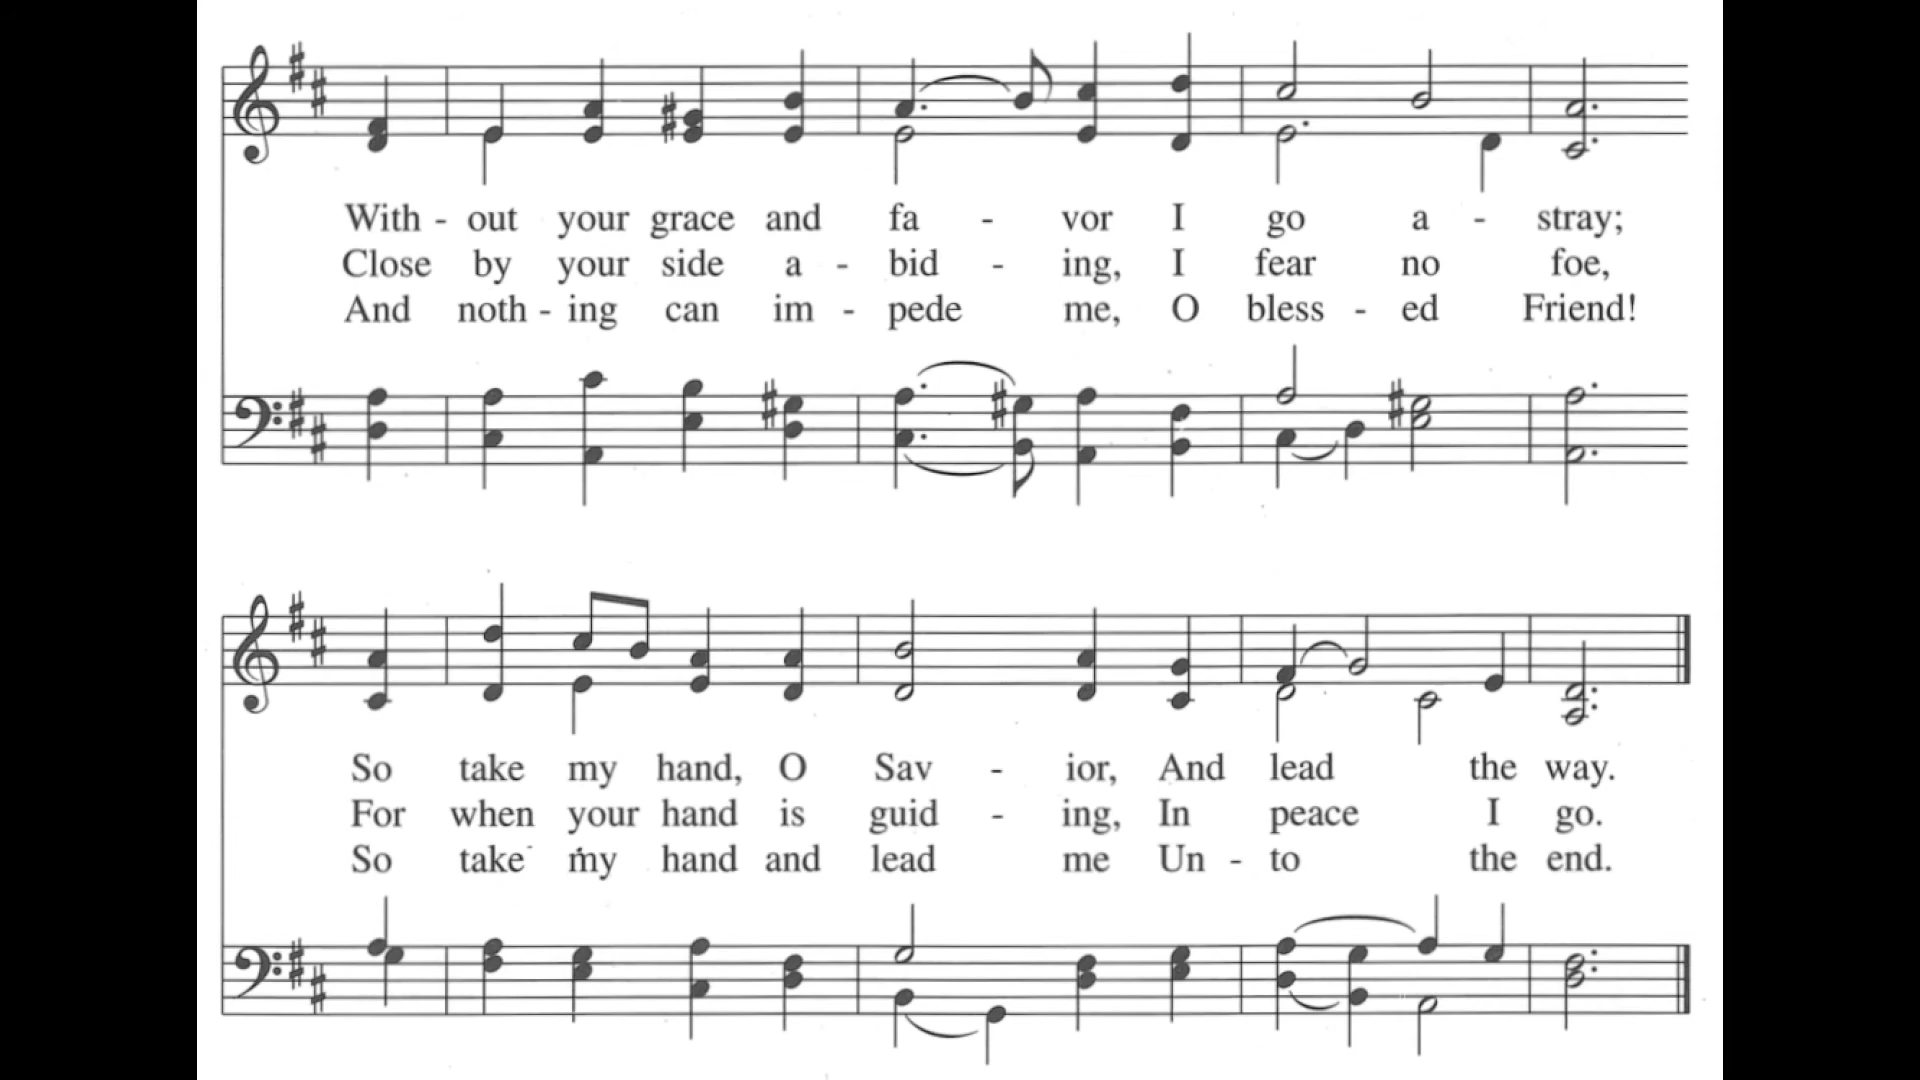 With - out your grace and fa - vor I go a - stray;
Close by your side a - bid - ing, I fear no foe,
And noth - ing can im - pede me, O bless - ed Friend!
So take my hand, O Sav - ior, And lead the way.
For when your hand is guid - ing, In peace I go.
So take my hand and lead me Un - to the end.